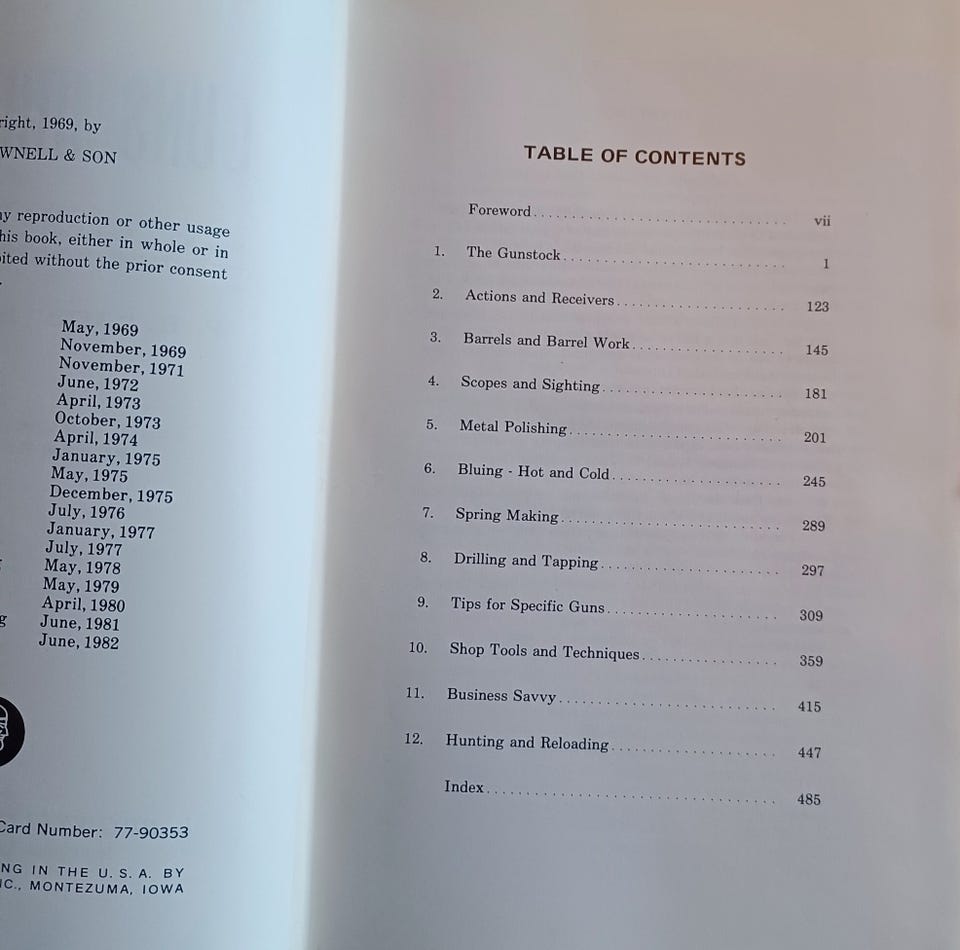 right, 1969, by
WNELL & SON
y reproduction or other usage
his book, either in whole or in
ited without the prior consent
May, 1969
November, 1969
November, 1971
June, 1972
April, 1973
October, 1973
April, 1974
January, 1975
May, 1975
December, 1975
July, 1976
January, 1977
July, 1977
May, 1978
May, 1979
April, 1980
g June, 1981
June, 1982
Card Number: 77-90353
NG IN THE U. S. A. BY
IC., MONTEZUMA, IOWA
TABLE OF CONTENTS
Foreword vii
1. The Gunstock 1
2. Actions and Receivers 123
3. Barrels and Barrel Work 145
4. Scopes and Sighting 181
5. Metal Polishing 201
6. Bluing - Hot and Cold 245
7. Spring Making 289
8. Drilling and Tapping 297
9. Tips for Specific Guns 309
10. Shop Tools and Techniques 359
11. Business Savvy 415
12. Hunting and Reloading 447
Index 485